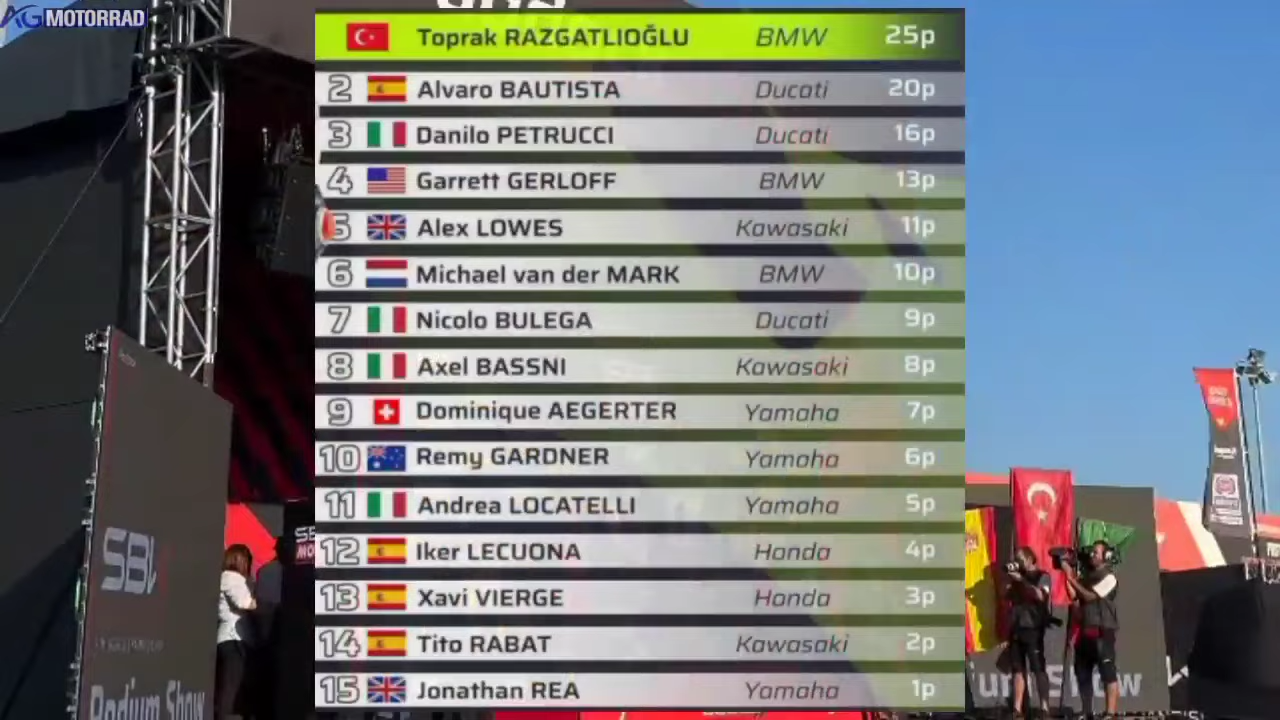 AG MOTORRAD
Toprak RAZGATLIOĞLU BMW 25p
2 Alvaro BAUTISTA Ducati 20p
3 Danilo PETRUCCI Ducati 16p
4 Garrett GERLOFF BMW 13p
5 Alex LOWES Kawasaki 11p
6 Michael van der MARK BMW 10p
7 Nicolo BULEGA Ducati 9p
8 Axel BASSNI Kawasaki 8p
9 Dominique AEGERTER Yamaha 7p
10 Remy GARDNER Yamaha 6p
11 Andrea LOCATELLI Yamaha 5p
12 Iker LECUONA Honda 4p
13 Xavi VIERGE Honda 3p
14 Tito RABAT Kawasaki 2p
15 Jonathan REA Yamaha 1p
Podium Show
Show